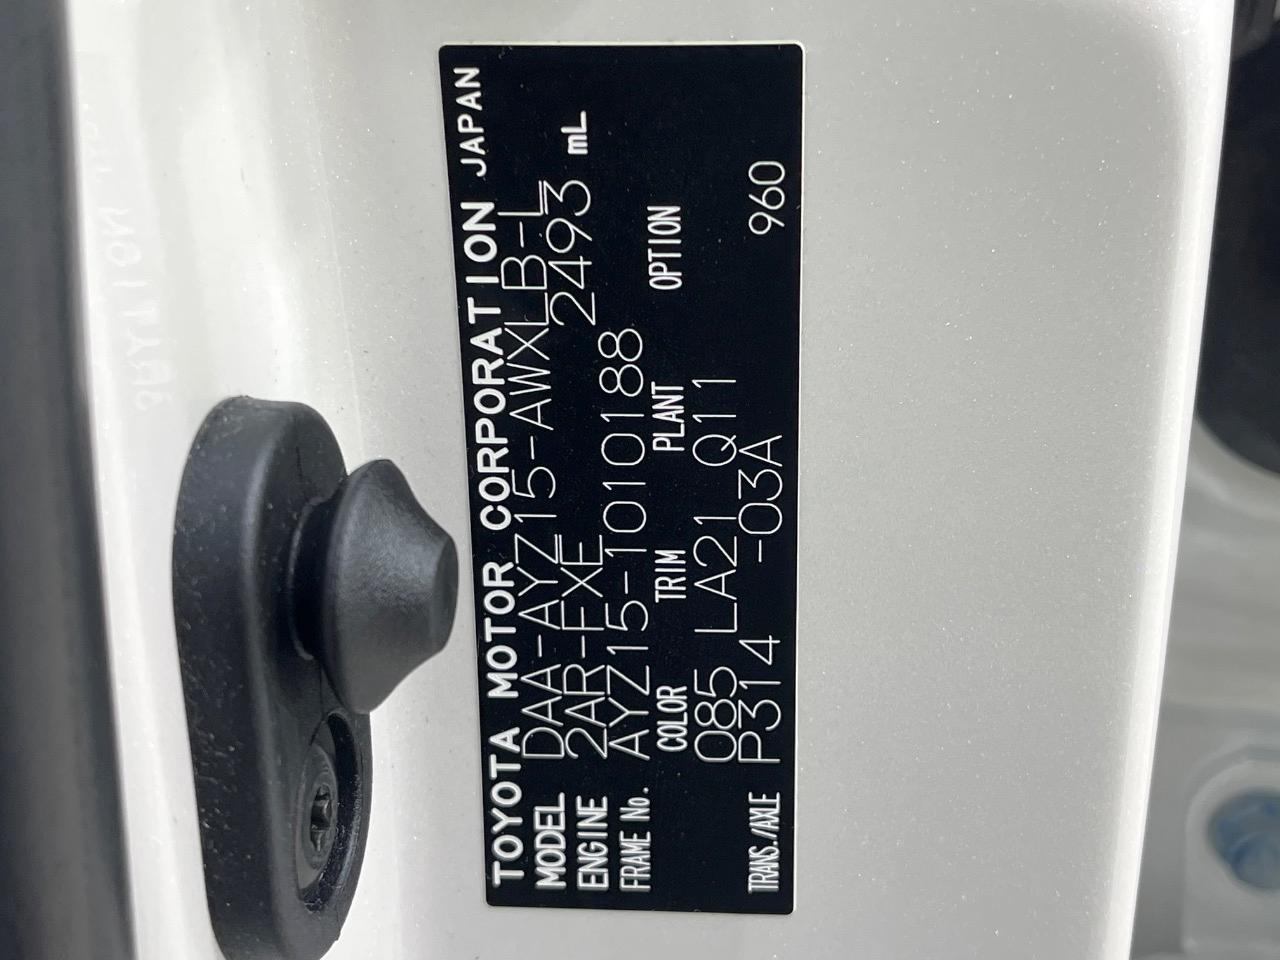 TOYOTA MOTOR CORPORATION JAPAN
MODEL DAA-AYZ15-AWXLB-L
ENGINE 2AR-FXE 2493 mL
FRAME No. AYZ15-1010188
COLOR TRIM PLANT OPTION
085 LA21 Q11
TRANS./AXLE P314 -03A 960